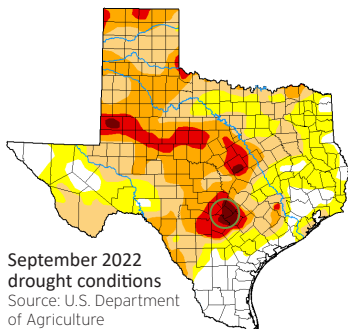 September 2022
drought conditions
Source: U.S. Department
of Agriculture